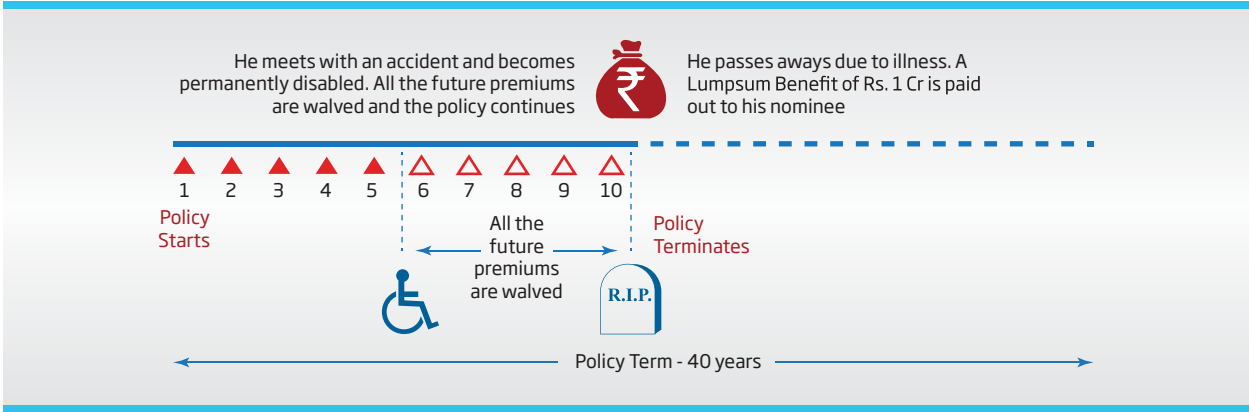 He meets with an accident and becomes
permanently disabled. All the future premiums
are walved and the policy continues
₹
He passes aways due to illness. A
Lumpsum Benefit of Rs. 1 Cr is paid
out to his nominee
1 2 3 4 5 6 7 8 9 10
Policy
Starts
All the
future
premiums
are walved
Policy
Terminates
R.I.P.
Policy Term - 40 years